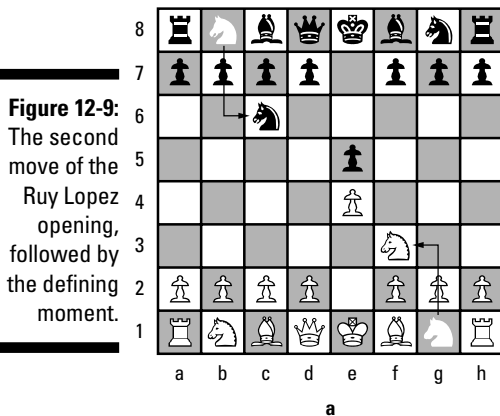 Figure 12-9:
The second
move of the
Ruy Lopez
opening,
followed by
the defining
moment.
8
7
6
5
4
3
2
1
a b c d e f g h
a